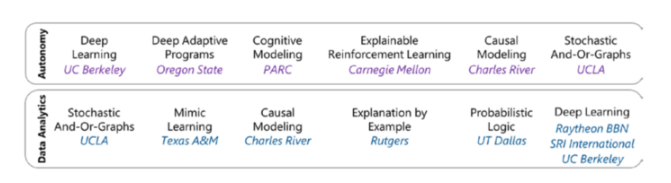 Autonomy
Deep
Learning
UC Berkeley
Deep Adaptive
Programs
Oregon State
Cognitive
Modeling
PARC
Explainable
Reinforcement Learning
Carnegie Mellon
Causal
Modeling
Charles River
Stochastic
And-Or-Graphs
UCLA
Data Analytics
Stochastic
And-Or-Graphs
UCLA
Mimic
Learning
Texas A&M
Causal
Modeling
Charles River
Explanation by
Example
Rutgers
Probabilistic
Logic
UT Dallas
Deep Learning
Raytheon BBN
SRI International
UC Berkeley